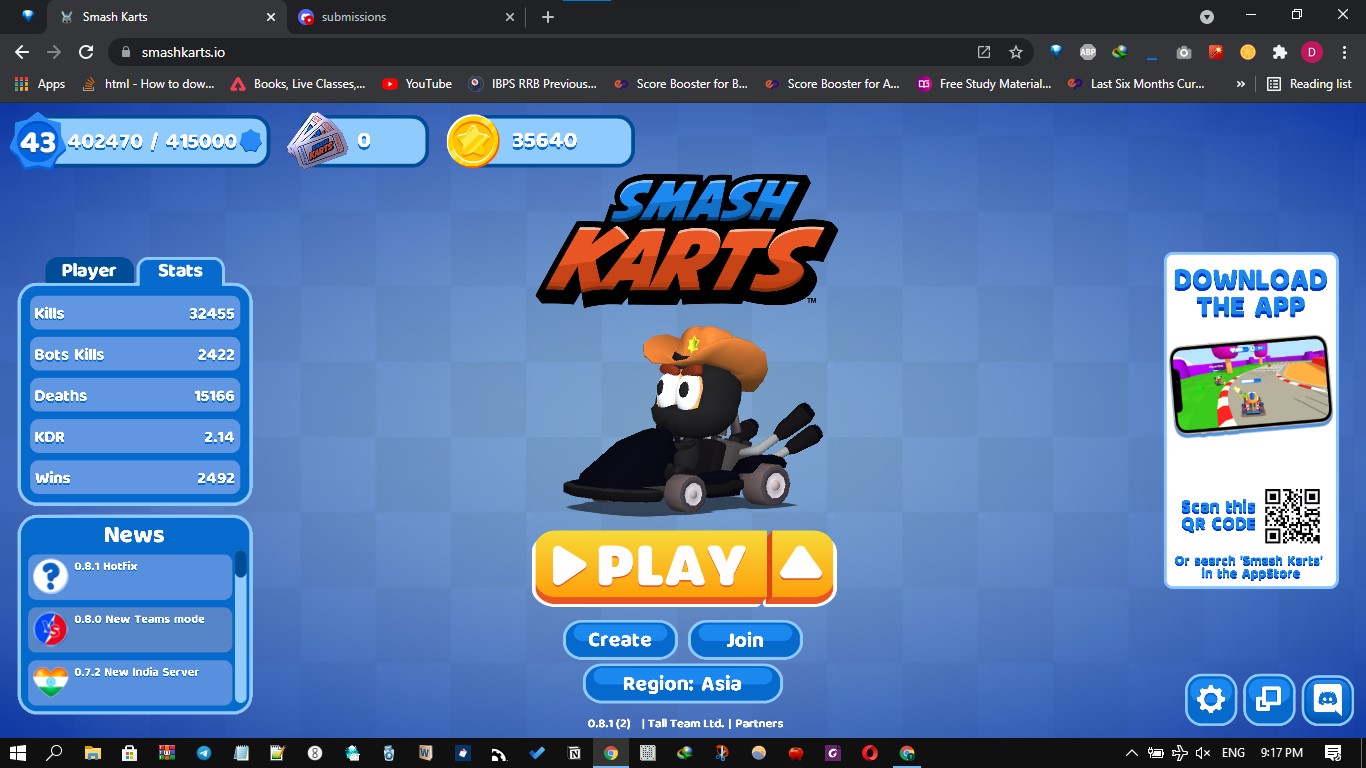 Smash Karts
submissions
smashkarts.io
ABP
D
Apps
html - How to dow...
Books, Live Classes,...
YouTube
IBPS RRB Previous...
Score Booster for B...
Score Booster for A...
Free Study Material...
Last Six Months Cur...
»
Reading list
43
402470 / 415000
0
35640
SMASH
KARTS
TM
Player
Stats
Kills 32455
Bots Kills 2422
Deaths 15166
KDR 2.14
Wins 2492
News
0.8.1 Hotfix
VS
0.8.0 New Teams mode
0.7.2 New India Server
PLAY
Create
Join
Region: Asia
0.8.1 (2) | Tall Team Ltd. | Partners
DOWNLOAD
THE APP
Scan this
QR CODE
Or search 'Smash Karts'
in the AppStore
ENG
9:17 PM